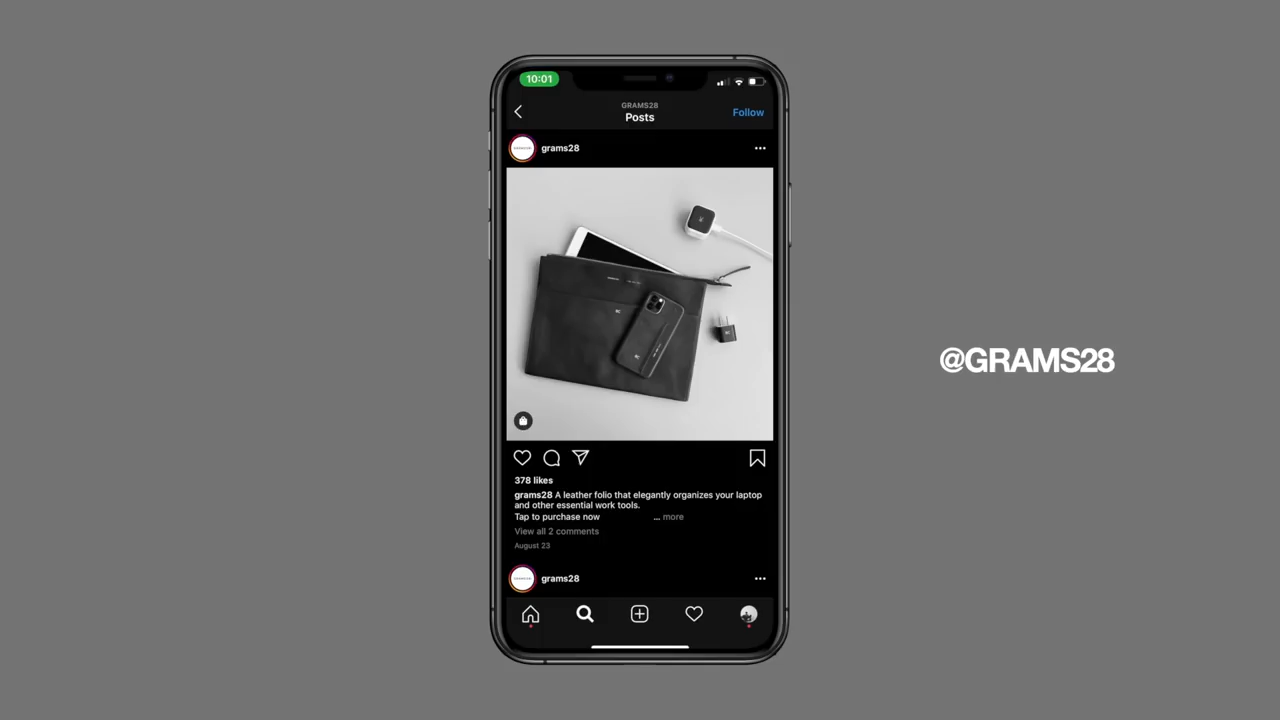 10:01
GRAMS28
Posts
Follow
grams28
378 likes
grams28 A leather folio that elegantly organizes your laptop
and other essential work tools.
Tap to purchase now ... more
View all 2 comments
August 23
grams28
@GRAMS28